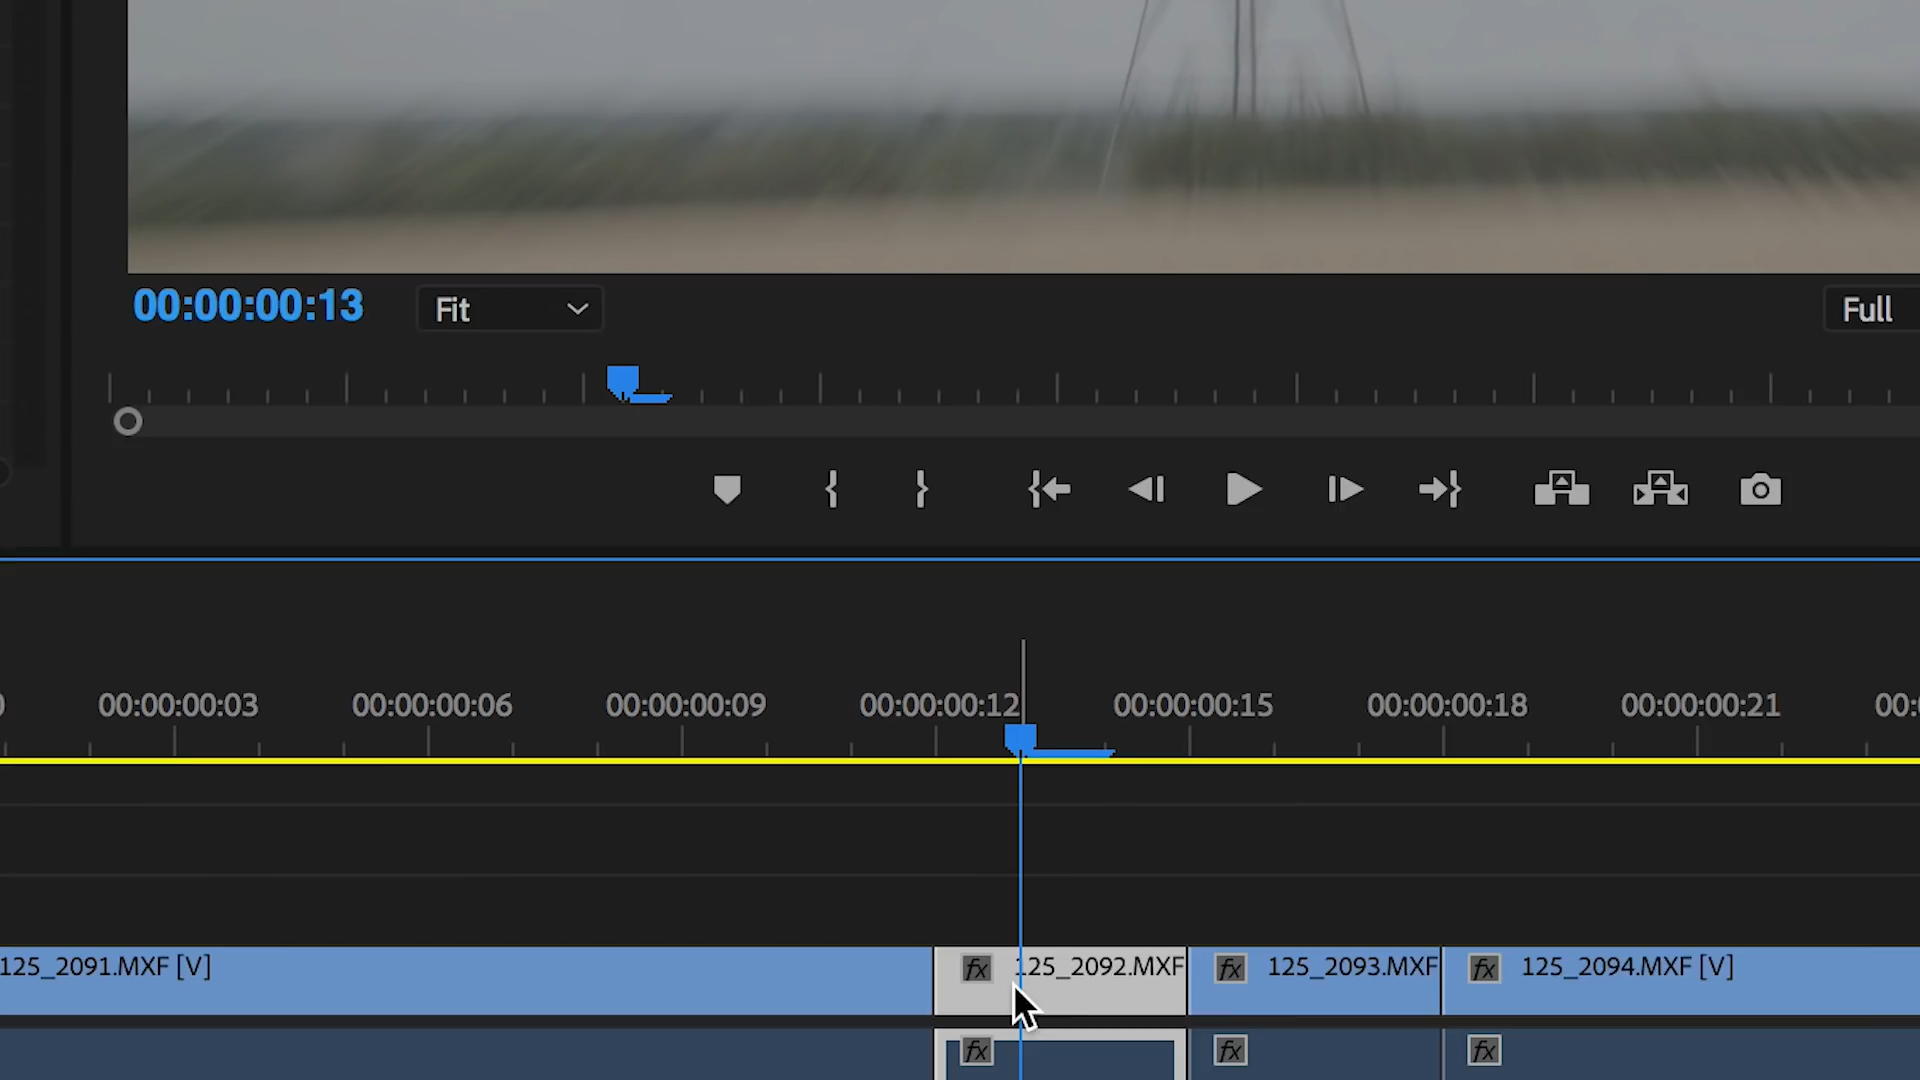 00:00:00:13 Fit Full
00:00:00:03 00:00:00:06 00:00:00:09 00:00:00:12 00:00:00:15 00:00:00:18 00:00:00:21 00:
125_2091.MXF [V] fx 125_2092.MXF fx 125_2093.MXF fx 125_2094.MXF [V]
fx fx fx